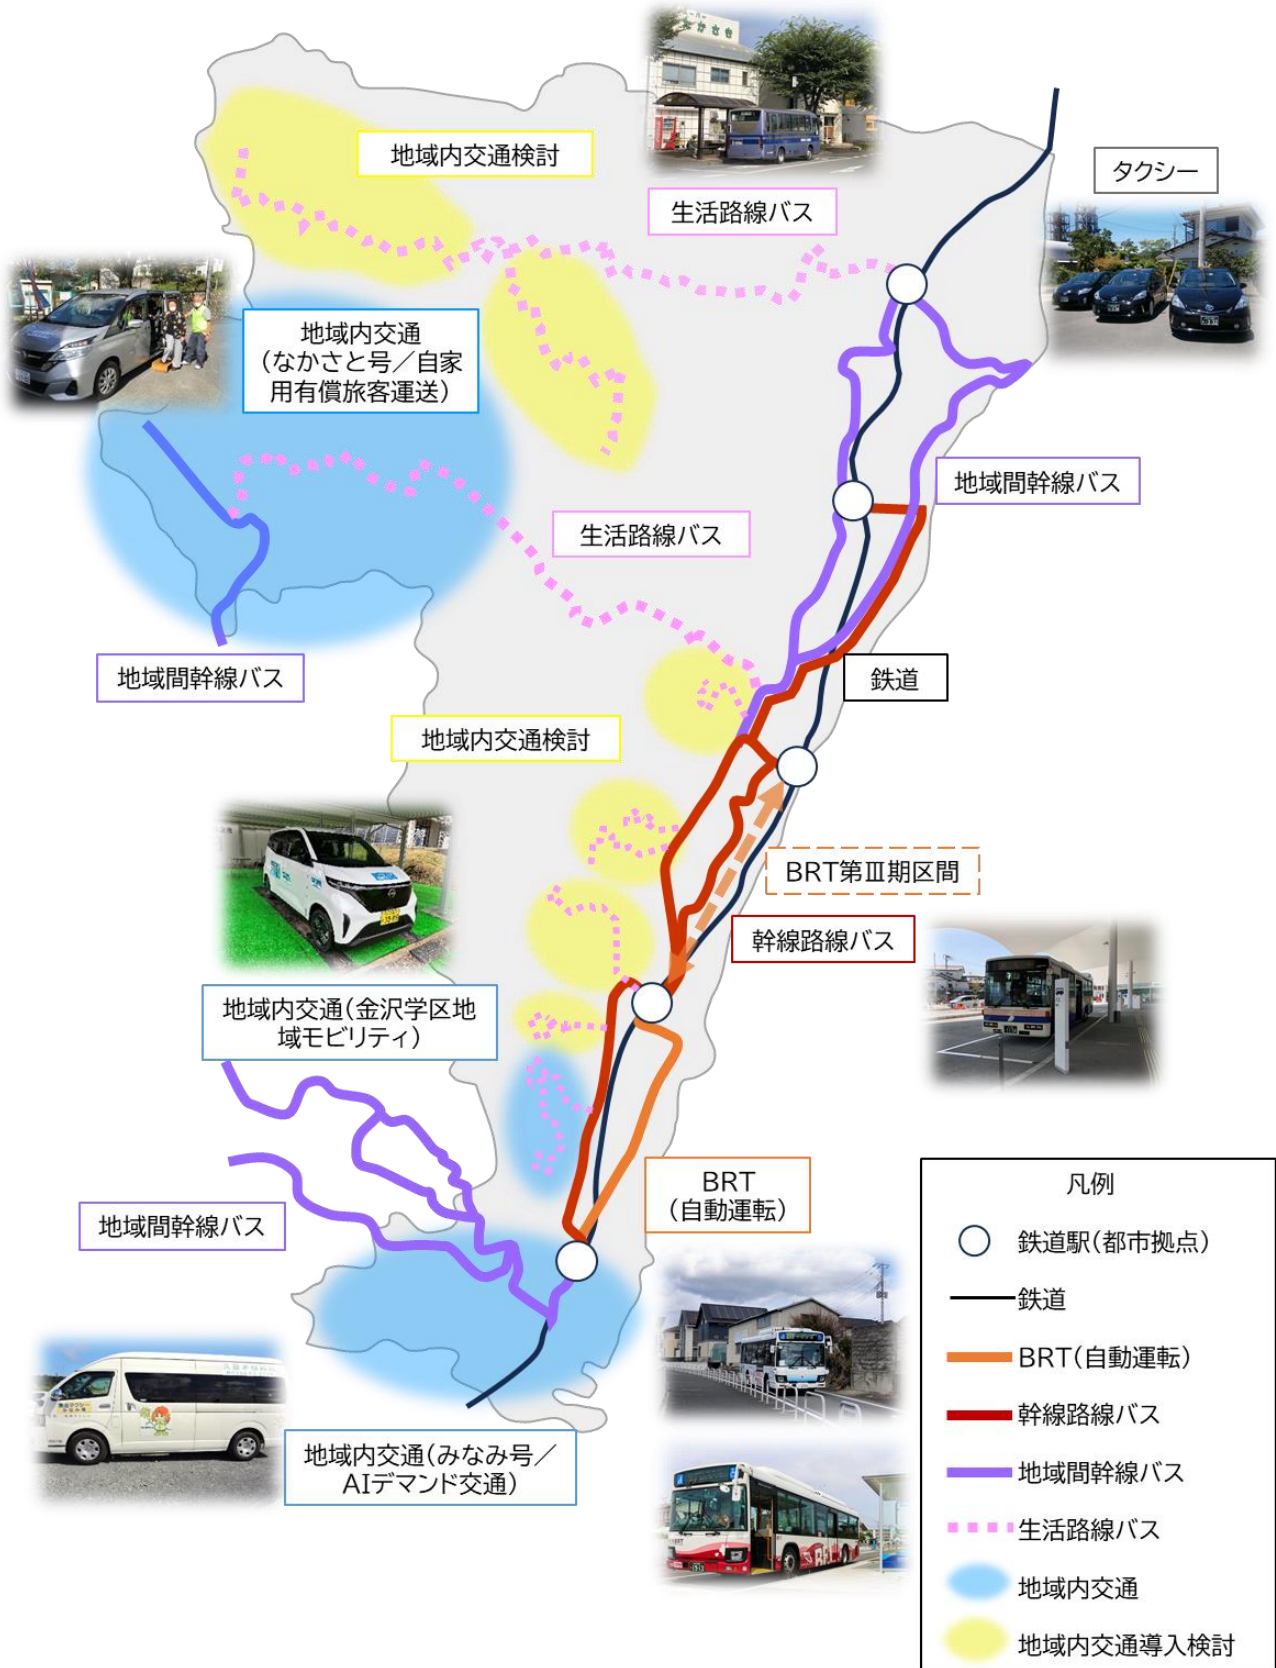 地域内交通検討
生活路線バス
タクシー
地域内交通
(なかさと号／自家
用有償旅客運送)
地域間幹線バス
生活路線バス
地域間幹線バス
鉄道
地域内交通検討
BRT第Ⅲ期区間
幹線路線バス
地域内交通(金沢学区地
域モビリティ)
BRT
(自動運転)
地域間幹線バス
地域内交通(みなみ号／
AIデマンド交通)
凡例
鉄道駅(都市拠点)
鉄道
BRT(自動運転)
幹線路線バス
地域間幹線バス
生活路線バス
地域内交通
地域内交通導入検討